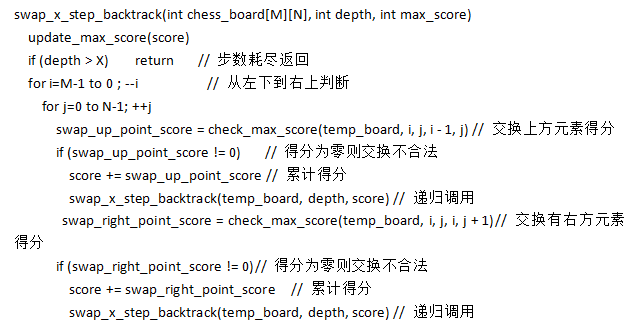 swap_x_step_backtrack(int chess_board[M][N], int depth, int max_score)
update_max_score(score)
if (depth > X) return // 步数耗尽返回
for i=M-1 to 0 ; --i // 从左下到右上判断
for j=0 to N-1; ++j
swap_up_point_score = check_max_score(temp_board, i, j, i - 1, j) // 交换上方元素得分
if (swap_up_point_score != 0) // 得分为零则交换不合法
score += swap_up_point_score // 累计得分
swap_x_step_backtrack(temp_board, depth, score) // 递归调用
swap_right_point_score = check_max_score(temp_board, i, j, i, j + 1)// 交换有右方元素
得分
if (swap_right_point_score != 0)// 得分为零则交换不合法
score += swap_right_point_score // 累计得分
swap_x_step_backtrack(temp_board, depth, score) // 递归调用